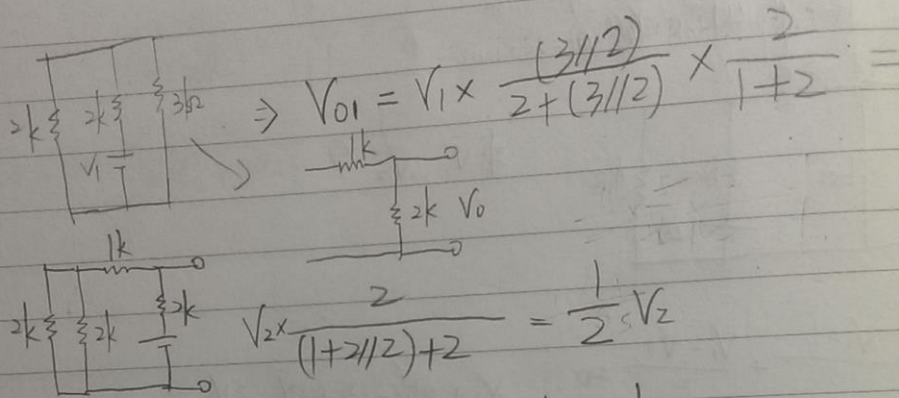 2k 2k 3kΩ V1 ⇒ V01 = V1 × (3//2) / 2+(3//2) × 2 / 1+2 =
1k
2k V0
1k
2k 2k 2k V2× 2 / (1+2//2)+2 = 1/2 V2